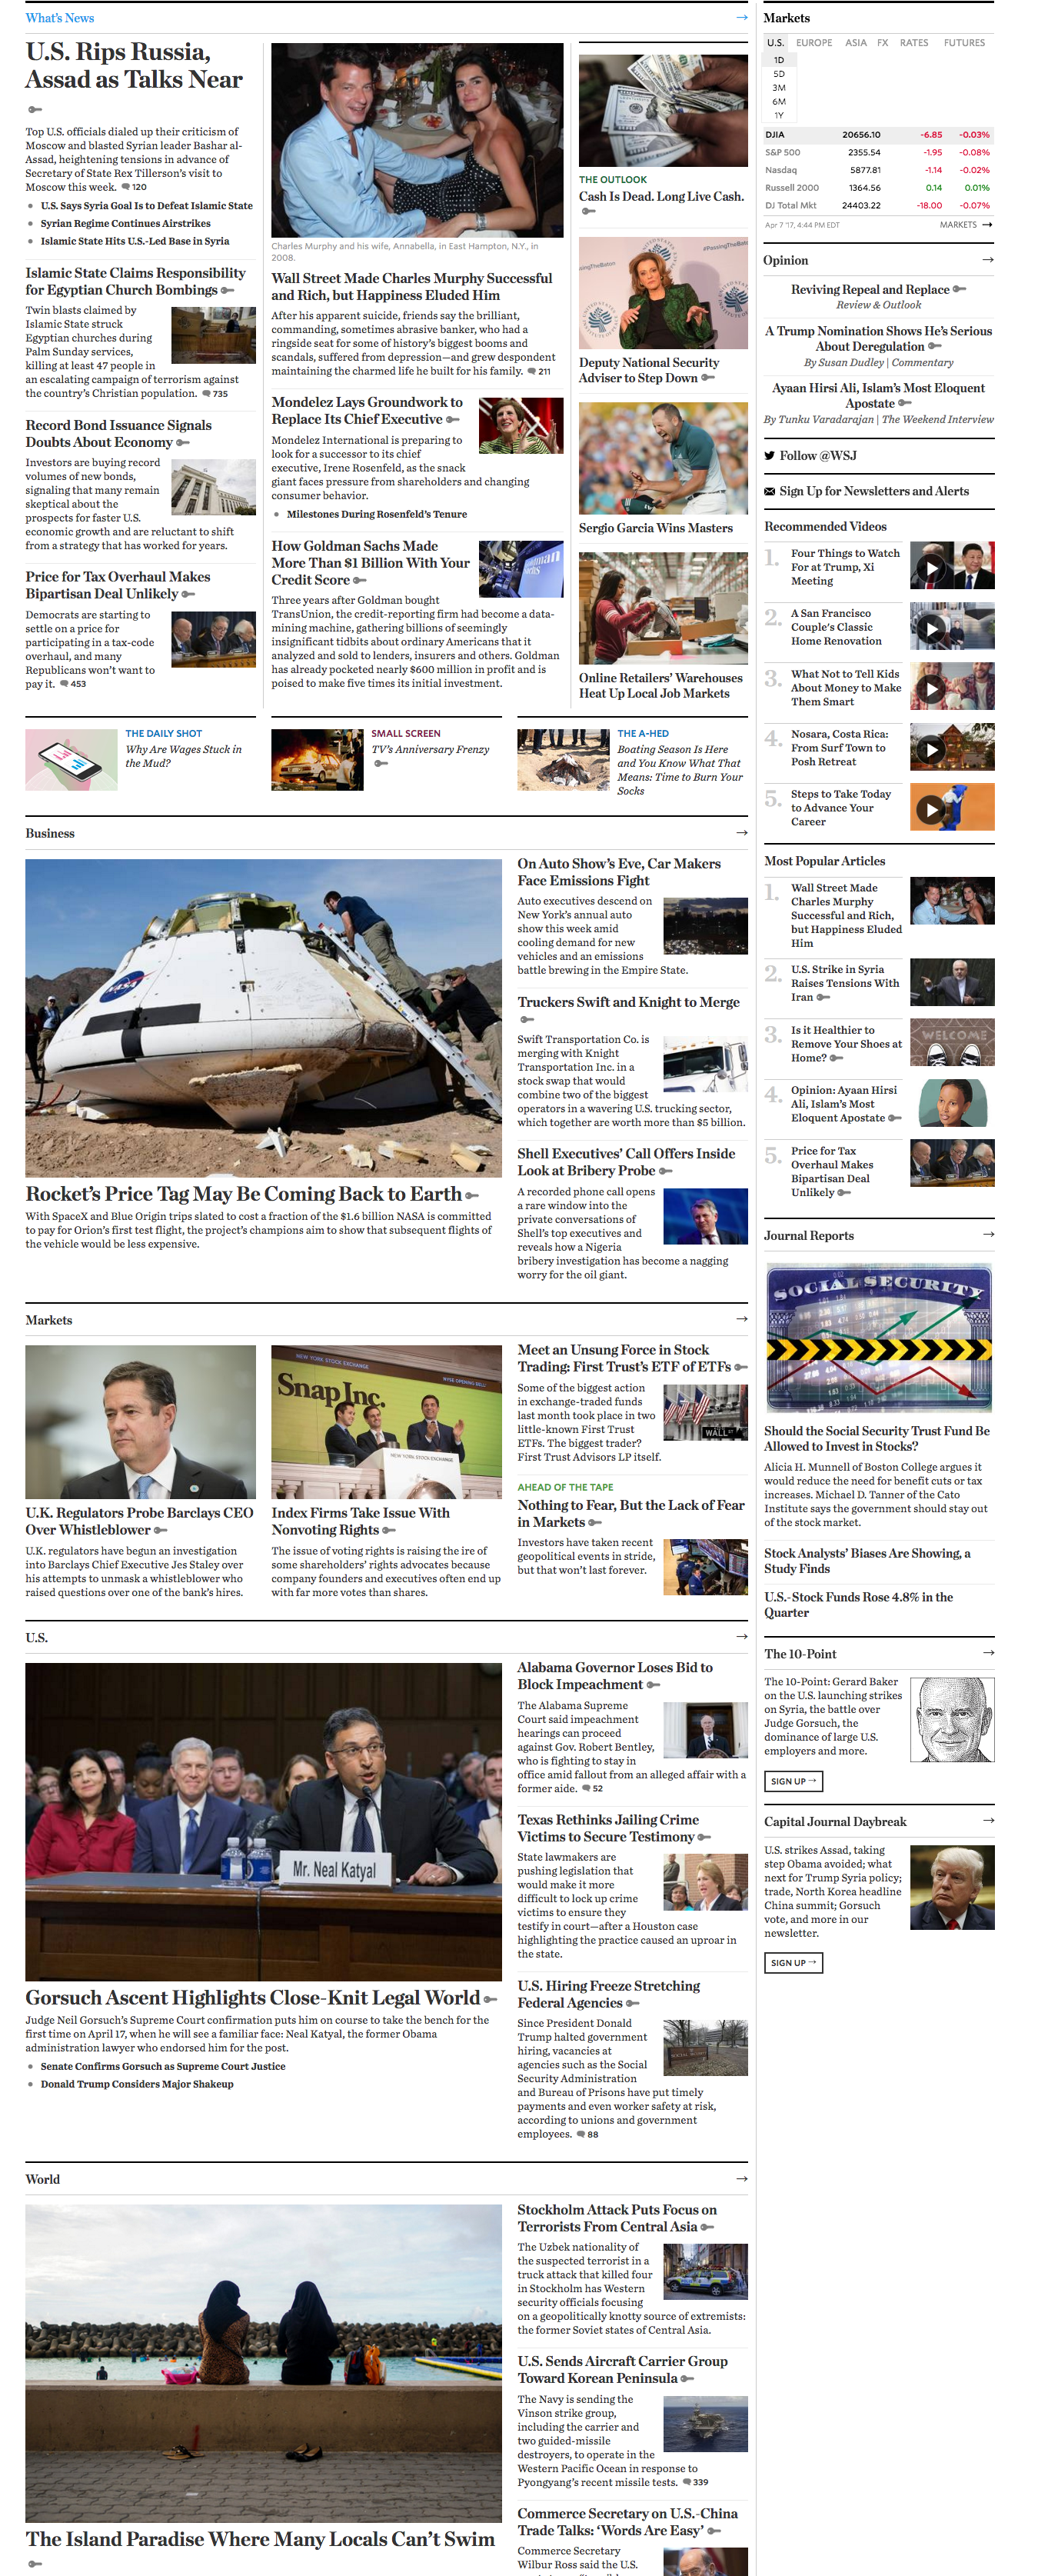 What's News
U.S. Rips Russia,
Assad as Talks Near
Top U.S. officials dialed up their criticism of
Moscow and blasted Syrian leader Bashar al-
Assad, heightening tensions in advance of
Secretary of State Rex Tillerson's visit to
Moscow this week. 120
U.S. Says Syria Goal Is to Defeat Islamic State
Syrian Regime Continues Airstrikes
Islamic State Hits U.S.-Led Base in Syria
Islamic State Claims Responsibility
for Egyptian Church Bombings
Twin blasts claimed by
Islamic State struck
Egyptian churches during
Palm Sunday services,
killing at least 47 people in
an escalating campaign of terrorism against
the country's Christian population. 735
Record Bond Issuance Signals
Doubts About Economy
Investors are buying record
volumes of new bonds,
signaling that many remain
skeptical about the
prospects for faster U.S.
economic growth and are reluctant to shift
from a strategy that has worked for years.
Price for Tax Overhaul Makes
Bipartisan Deal Unlikely
Democrats are starting to
settle on a price for
participating in a tax-code
overhaul, and many
Republicans won't want to
pay it. 453
Charles Murphy and his wife, Annabella, in East Hampton, N.Y., in
2008.
Wall Street Made Charles Murphy Successful
and Rich, but Happiness Eluded Him
After his apparent suicide, friends say the brilliant,
commanding, sometimes abrasive banker, who had a
ringside seat for some of history's biggest booms and
scandals, suffered from depression—and grew despondent
maintaining the charmed life he built for his family. 211
Mondelez Lays Groundwork to
Replace Its Chief Executive
Mondelez International is preparing to
look for a successor to its chief
executive, Irene Rosenfeld, as the snack
giant faces pressure from shareholders and changing
consumer behavior.
Milestones During Rosenfeld's Tenure
How Goldman Sachs Made
More Than $1 Billion With Your
Credit Score
Three years after Goldman bought
TransUnion, the credit-reporting firm had become a data-
mining machine, gathering billions of seemingly
insignificant tidbits about ordinary Americans that it
analyzed and sold to lenders, insurers and others. Goldman
has already pocketed nearly $600 million in profit and is
poised to make five times its initial investment.
THE OUTLOOK
Cash Is Dead. Long Live Cash.
Deputy National Security
Adviser to Step Down
Sergio Garcia Wins Masters
Online Retailers' Warehouses
Heat Up Local Job Markets
THE DAILY SHOT
Why Are Wages Stuck in
the Mud?
SMALL SCREEN
TV's Anniversary Frenzy
THE A-HED
Boating Season Is Here
and You Know What That
Means: Time to Burn Your
Socks
Business
NASA
Rocket's Price Tag May Be Coming Back to Earth
With SpaceX and Blue Origin trips slated to cost a fraction of the $1.6 billion NASA is committed
to pay for Orion's first test flight, the project's champions aim to show that subsequent flights of
the vehicle would be less expensive.
On Auto Show's Eve, Car Makers
Face Emissions Fight
Auto executives descend on
New York's annual auto
show this week amid
cooling demand for new
vehicles and an emissions
battle brewing in the Empire State.
Truckers Swift and Knight to Merge
Swift Transportation Co. is
merging with Knight
Transportation Inc. in a
stock swap that would
combine two of the biggest
operators in a wavering U.S. trucking sector,
which together are worth more than $5 billion.
Shell Executives' Call Offers Inside
Look at Bribery Probe
A recorded phone call opens
a rare window into the
private conversations of
Shell's top executives and
reveals how a Nigeria
bribery investigation has become a nagging
worry for the oil giant.
Markets
U.K. Regulators Probe Barclays CEO
Over Whistleblower
U.K. regulators have begun an investigation
into Barclays Chief Executive Jes Staley over
his attempts to unmask a whistleblower who
raised questions over one of the bank's hires.
NEW YORK STOCK EXCHANGE
Snap Inc.
Index Firms Take Issue With
Nonvoting Rights
The issue of voting rights is raising the ire of
some shareholders' rights advocates because
company founders and executives often end up
with far more votes than shares.
Meet an Unsung Force in Stock
Trading: First Trust's ETF of ETFs
Some of the biggest action
in exchange-traded funds
last month took place in two
little-known First Trust
ETFs. The biggest trader?
First Trust Advisors LP itself.
WALL ST
AHEAD OF THE TAPE
Nothing to Fear, But the Lack of Fear
in Markets
Investors have taken recent
geopolitical events in stride,
but that won't last forever.
U.S.
Mr. Neal Katyal
Gorsuch Ascent Highlights Close-Knit Legal World
Judge Neil Gorsuch's Supreme Court confirmation puts him on course to take the bench for the
first time on April 17, when he will see a familiar face: Neal Katyal, the former Obama
administration lawyer who endorsed him for the post.
Senate Confirms Gorsuch as Supreme Court Justice
Donald Trump Considers Major Shakeup
Alabama Governor Loses Bid to
Block Impeachment
The Alabama Supreme
Court said impeachment
hearings can proceed
against Gov. Robert Bentley,
who is fighting to stay in
office amid fallout from an alleged affair with a
former aide. 52
Texas Rethinks Jailing Crime
Victims to Secure Testimony
State lawmakers are
pushing legislation that
would make it more
difficult to lock up crime
victims to ensure they
testify in court—after a Houston case
highlighting the practice caused an uproar in
the state.
U.S. Hiring Freeze Stretching
Federal Agencies
Since President Donald
Trump halted government
hiring, vacancies at
agencies such as the Social
Security Administration
and Bureau of Prisons have put timely
payments and even worker safety at risk,
according to unions and government
employees. 88
World
The Island Paradise Where Many Locals Can't Swim
Stockholm Attack Puts Focus on
Terrorists From Central Asia
The Uzbek nationality of
the suspected terrorist in a
truck attack that killed four
in Stockholm has Western
security officials focusing
on a geopolitically knotty source of extremists:
the former Soviet states of Central Asia.
U.S. Sends Aircraft Carrier Group
Toward Korean Peninsula
The Navy is sending the
Vinson strike group,
including the carrier and
two guided-missile
destroyers, to operate in the
Western Pacific Ocean in response to
Pyongyang's recent missile tests. 339
Commerce Secretary on U.S.-China
Trade Talks: 'Words Are Easy'
Commerce Secretary
Wilbur Ross said the U.S.
Markets
U.S. EUROPE ASIA FX RATES FUTURES
1D
5D
3M
6M
1Y
DJIA 20656.10 -6.85 -0.03%
S&P 500 2355.54 -1.95 -0.08%
Nasdaq 5877.81 -1.14 -0.02%
Russell 2000 1364.56 0.14 0.01%
DJ Total Mkt 24403.22 -18.00 -0.07%
Apr 7 '17, 4:44 PM EDT MARKETS
Opinion
Reviving Repeal and Replace
Review & Outlook
A Trump Nomination Shows He's Serious
About Deregulation
By Susan Dudley | Commentary
Ayaan Hirsi Ali, Islam's Most Eloquent
Apostate
By Tunku Varadarajan | The Weekend Interview
Follow @WSJ
Sign Up for Newsletters and Alerts
Recommended Videos
1. Four Things to Watch
For at Trump, Xi
Meeting
2. A San Francisco
Couple's Classic
Home Renovation
3. What Not to Tell Kids
About Money to Make
Them Smart
4. Nosara, Costa Rica:
From Surf Town to
Posh Retreat
5. Steps to Take Today
to Advance Your
Career
Most Popular Articles
1. Wall Street Made
Charles Murphy
Successful and Rich,
but Happiness Eluded
Him
2. U.S. Strike in Syria
Raises Tensions With
Iran
3. Is it Healthier to
Remove Your Shoes at
Home?
WELCOME
4. Opinion: Ayaan Hirsi
Ali, Islam's Most
Eloquent Apostate
5. Price for Tax
Overhaul Makes
Bipartisan Deal
Unlikely
Journal Reports
SOCIAL SECURITY
Should the Social Security Trust Fund Be
Allowed to Invest in Stocks?
Alicia H. Munnell of Boston College argues it
would reduce the need for benefit cuts or tax
increases. Michael D. Tanner of the Cato
Institute says the government should stay out
of the stock market.
Stock Analysts' Biases Are Showing, a
Study Finds
U.S.-Stock Funds Rose 4.8% in the
Quarter
The 10-Point
The 10-Point: Gerard Baker
on the U.S. launching strikes
on Syria, the battle over
Judge Gorsuch, the
dominance of large U.S.
employers and more.
SIGN UP
Capital Journal Daybreak
U.S. strikes Assad, taking
step Obama avoided; what
next for Trump Syria policy;
trade, North Korea headline
China summit; Gorsuch
vote, and more in our
newsletter.
SIGN UP